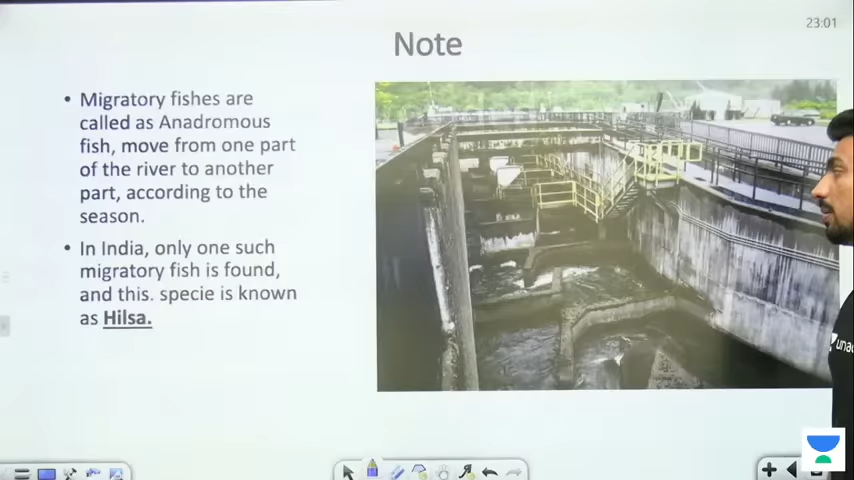 23:01
Note
• Migratory fishes are
called as Anadromous
fish, move from one part
of the river to another
part, according to the
season.
• In India, only one such
migratory fish is found,
and this. specie is known
as Hilsa.
unac